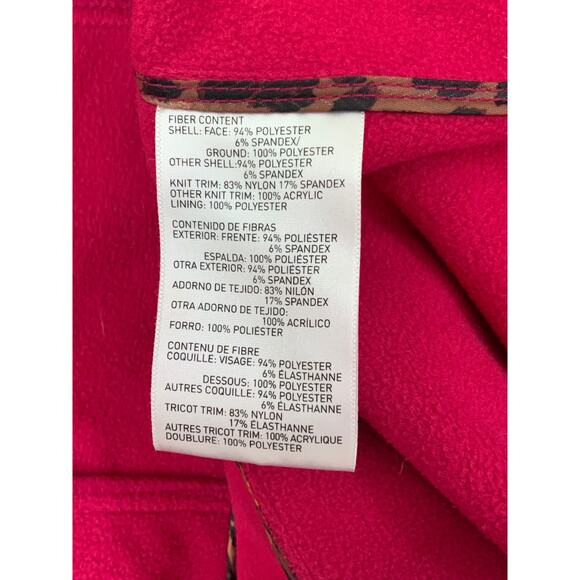 FIBER CONTENT
SHELL: FACE: 94% POLYESTER
6% SPANDEX/
GROUND: 100% POLYESTER
OTHER SHELL:94% POLYESTER
6% SPANDEX
KNIT TRIM: 83% NYLON 17% SPANDEX
OTHER KNIT TRIM: 100% ACRYLIC
LINING: 100% POLYESTER
CONTENIDO DE FIBRAS
EXTERIOR: FRENTE: 94% POLIÉSTER
6% SPANDEX
ESPALDA: 100% POLIÉSTER
OTRA EXTERIOR: 94% POLIÉSTER
6% SPANDEX
ADORNO DE TEJIDO: 83% NILÓN
17% SPANDEX
OTRA ADORNO DE TEJIDO:
100% ACRÍLICO
FORRO: 100% POLIÉSTER
CONTENU DE FIBRE
COQUILLE: VISAGE: 94% POLYESTER
6% ÉLASTHANNE
DESSOUS: 100% POLYESTER
AUTRES COQUILLE: 94% POLYESTER
6% ÉLASTHANNE
TRICOT TRIM: 83% NYLON
17% ÉLASTHANNE
AUTRES TRICOT TRIM: 100% ACRYLIQUE
DOUBLURE: 100% POLYESTER